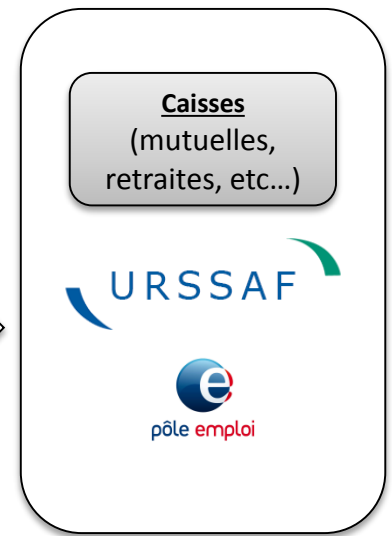 Caisses
(mutuelles,
retraites, etc…)
URSSAF
e
pôle emploi